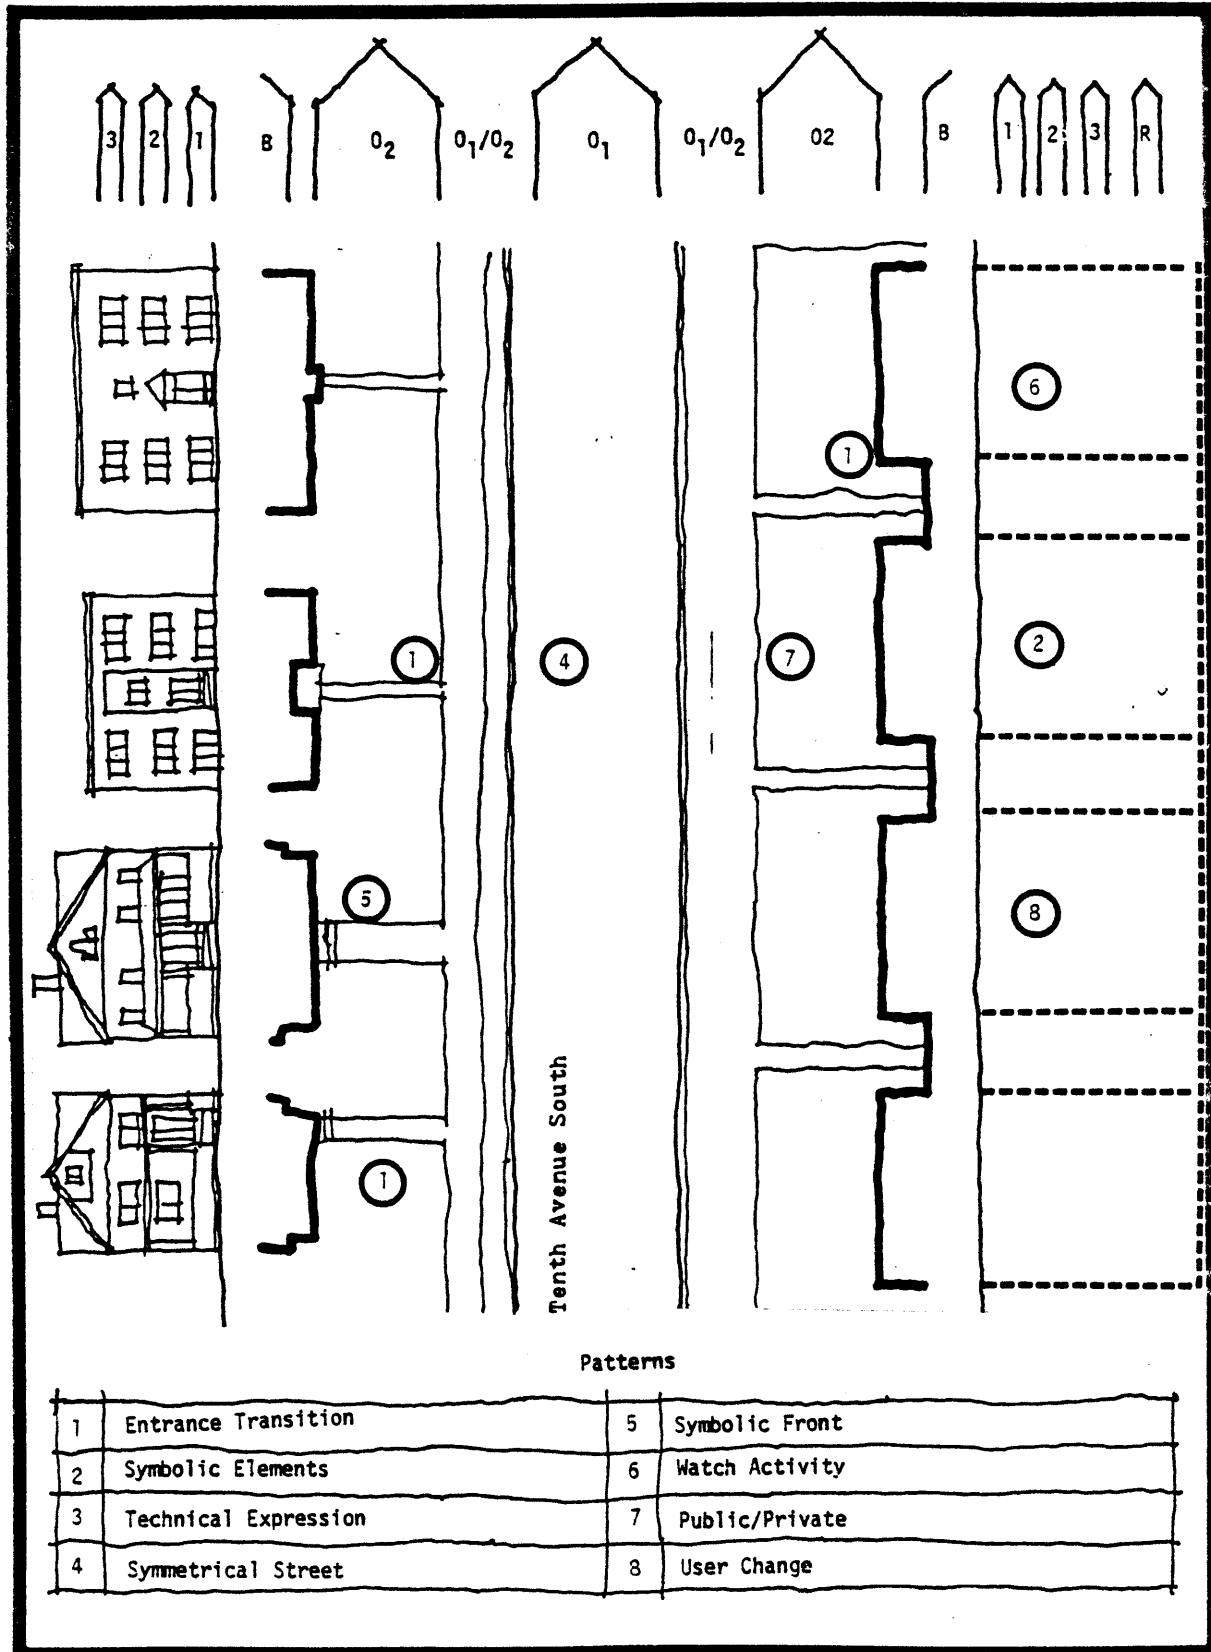 3 2 1 B O₂ O₁/O₂ O₁ O₁/O₂ O2 B 1 2 3 R
6
1
1 4 7 2
5 8
1
Tenth Avenue South
Patterns
1 Entrance Transition 5 Symbolic Front
2 Symbolic Elements 6 Watch Activity
3 Technical Expression 7 Public/Private
4 Symmetrical Street 8 User Change